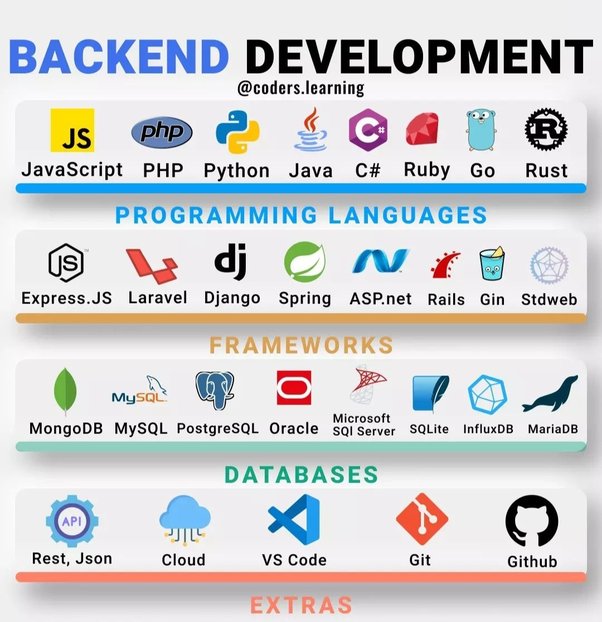 BACKEND DEVELOPMENT
@coders.learning
JS php
JavaScript PHP Python Java C# Ruby Go Rust
PROGRAMMING LANGUAGES
JS dj
Express.JS Laravel Django Spring ASP.net Rails Gin Stdweb
FRAMEWORKS
MySQL
MongoDB MySQL PostgreSQL Oracle Microsoft SQl Server SQLite InfluxDB MariaDB
DATABASES
API
Rest, Json Cloud VS Code Git Github
EXTRAS